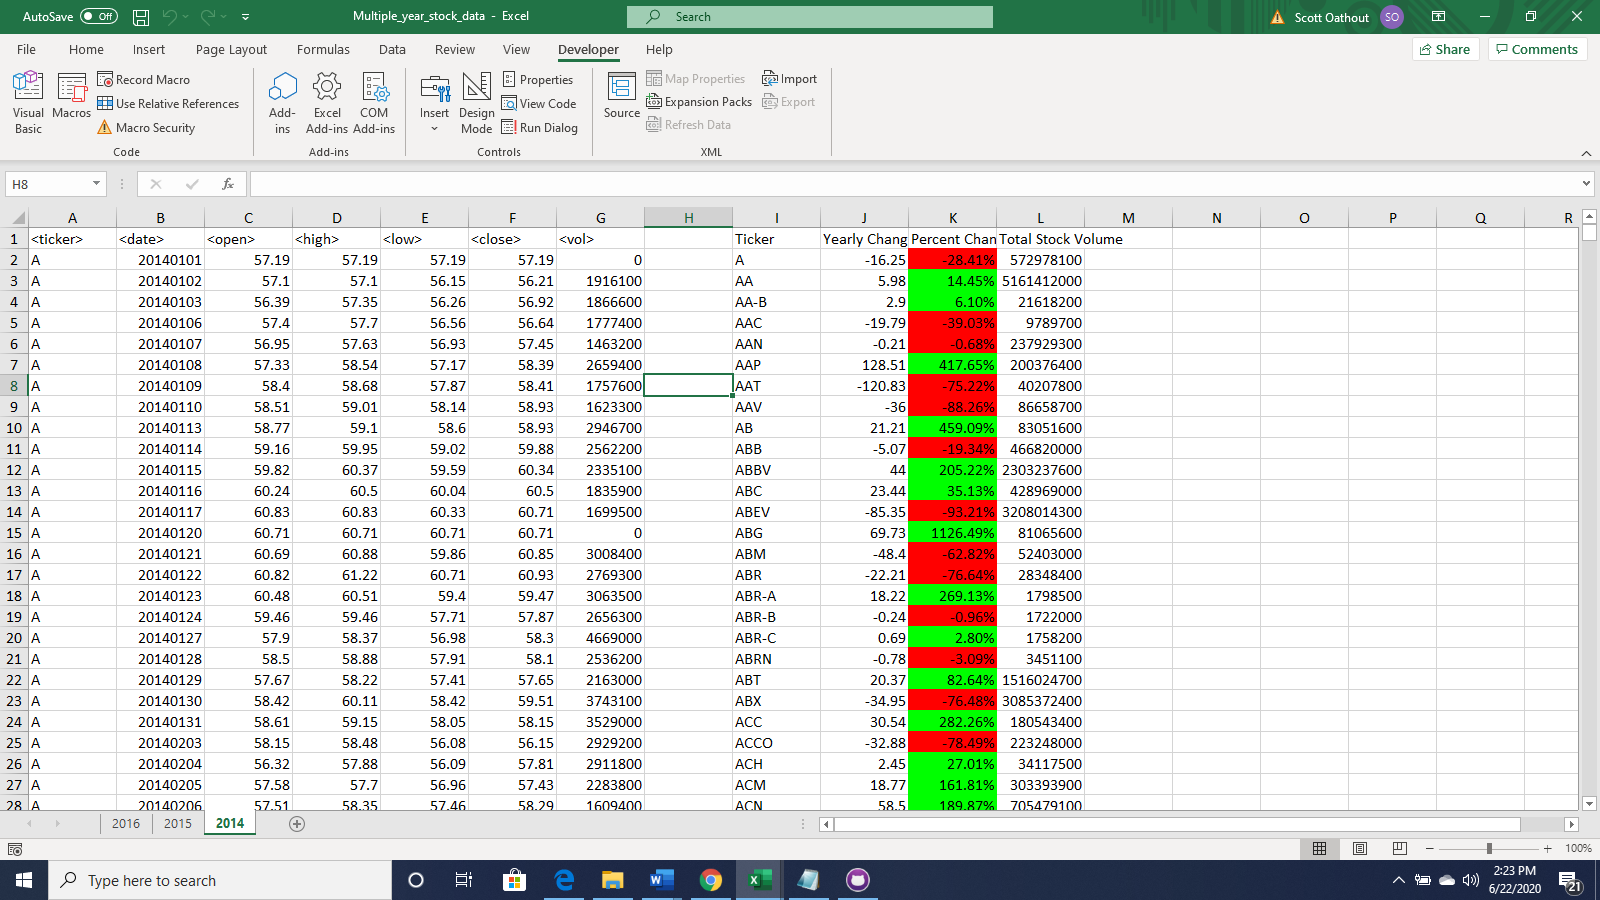 AutoSave Off Multiple_year_stock_data - Excel Search Scott Oathout SO
File Home Insert Page Layout Formulas Data Review View Developer Help Share Comments
Visual Basic Macros Record Macro Use Relative References Macro Security Code
Add-ins Excel Add-ins COM Add-ins Add-ins
Insert Design Mode Properties View Code Run Dialog Controls
Source Map Properties Expansion Packs Refresh Data Import Export XML
H8 fx
A B C D E F G H I J K L M N O P Q R
1 <ticker> <date> <open> <high> <low> <close> <vol> Ticker Yearly Chang Percent Chan Total Stock Volume
2 A 20140101 57.19 57.19 57.19 57.19 0 A -16.25 -28.41% 572978100
3 A 20140102 57.1 57.1 56.15 56.21 1916100 AA 5.98 14.45% 5161412000
4 A 20140103 56.39 57.35 56.26 56.92 1866600 AA-B 2.9 6.10% 21618200
5 A 20140106 57.4 57.7 56.56 56.64 1777400 AAC -19.79 -39.03% 9789700
6 A 20140107 56.95 57.63 56.93 57.45 1463200 AAN -0.21 -0.68% 237929300
7 A 20140108 57.33 58.54 57.17 58.39 2659400 AAP 128.51 417.65% 200376400
8 A 20140109 58.4 58.68 57.87 58.41 1757600 AAT -120.83 -75.22% 40207800
9 A 20140110 58.51 59.01 58.14 58.93 1623300 AAV -36 -88.26% 86658700
10 A 20140113 58.77 59.1 58.6 58.93 2946700 AB 21.21 459.09% 83051600
11 A 20140114 59.16 59.95 59.02 59.88 2562200 ABB -5.07 -19.34% 466820000
12 A 20140115 59.82 60.37 59.59 60.34 2335100 ABBV 44 205.22% 2303237600
13 A 20140116 60.24 60.5 60.04 60.5 1835900 ABC 23.44 35.13% 428969000
14 A 20140117 60.83 60.83 60.33 60.71 1699500 ABEV -85.35 -93.21% 3208014300
15 A 20140120 60.71 60.71 60.71 60.71 0 ABG 69.73 1126.49% 81065600
16 A 20140121 60.69 60.88 59.86 60.85 3008400 ABM -48.4 -62.82% 52403000
17 A 20140122 60.82 61.22 60.71 60.93 2769300 ABR -22.21 -76.64% 28348400
18 A 20140123 60.48 60.51 59.4 59.47 3063500 ABR-A 18.22 269.13% 1798500
19 A 20140124 59.46 59.46 57.71 57.87 2656300 ABR-B -0.24 -0.96% 1722000
20 A 20140127 57.9 58.37 56.98 58.3 4669000 ABR-C 0.69 2.80% 1758200
21 A 20140128 58.5 58.88 57.91 58.1 2536200 ABRN -0.78 -3.09% 3451100
22 A 20140129 57.67 58.22 57.41 57.65 2163000 ABT 20.37 82.64% 1516024700
23 A 20140130 58.42 60.11 58.42 59.51 3743100 ABX -34.95 -76.48% 3085372400
24 A 20140131 58.61 59.15 58.05 58.15 3529000 ACC 30.54 282.26% 180543400
25 A 20140203 58.15 58.48 56.08 56.15 2929200 ACCO -32.88 -78.49% 223248000
26 A 20140204 56.32 57.88 56.09 57.81 2911800 ACH 2.45 27.01% 34117500
27 A 20140205 57.58 57.7 56.96 57.43 2283800 ACM 18.77 161.81% 303393900
28 A 20140206 57.51 58.35 57.46 58.29 1609400 ACN 58.5 189.87% 705479100
2016 2015 2014
100%
Type here to search
2:23 PM
6/22/2020
21